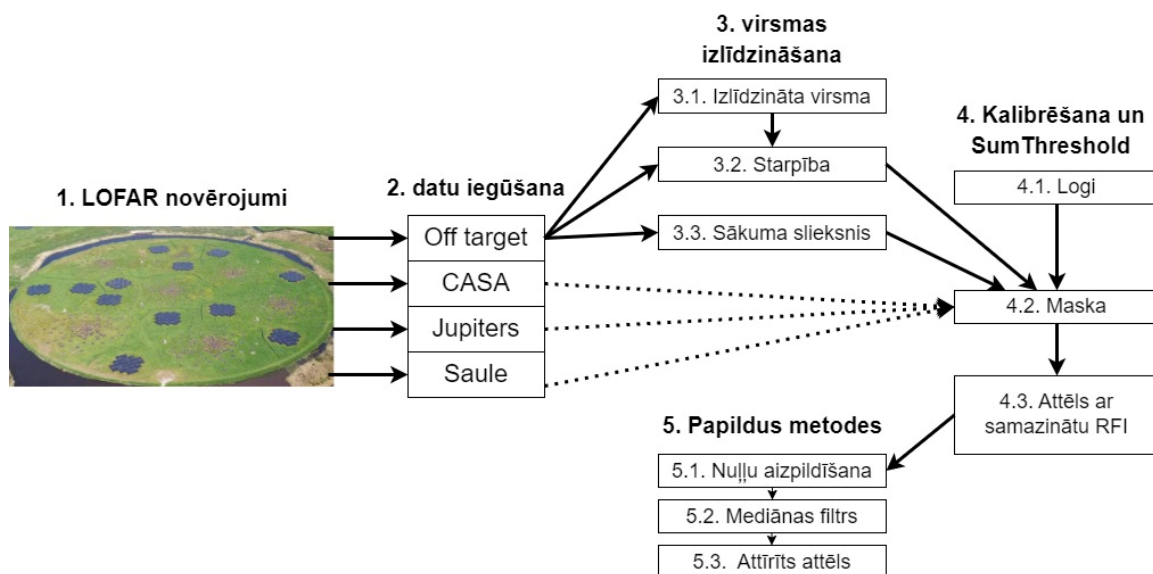 1. LOFAR novērojumi
2. datu iegūšana
Off target
CASA
Jupiters
Saule
3. virsmas
izlīdzināšana
3.1. Izlīdzināta virsma
3.2. Starpība
3.3. Sākuma slieksnis
4. Kalibrēšana un
SumThreshold
4.1. Logi
4.2. Maska
4.3. Attēls ar
samazinātu RFI
5. Papildus metodes
5.1. Nuļļu aizpildīšana
5.2. Mediānas filtrs
5.3. Attīrīts attēls